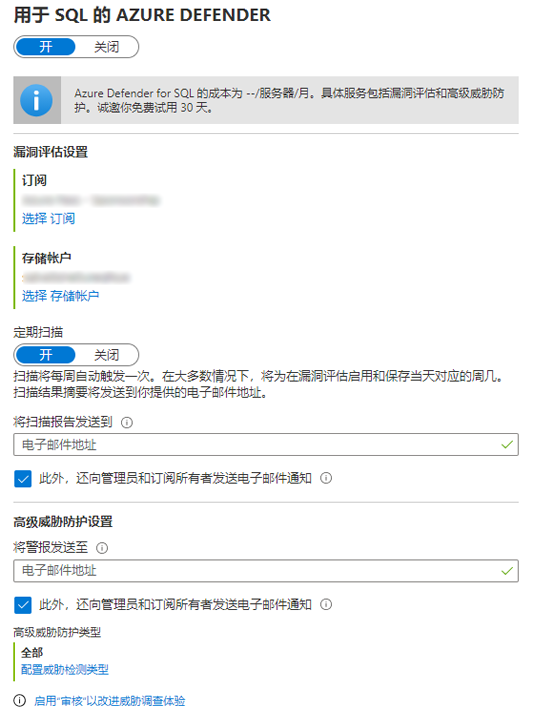 用于 SQL 的 AZURE DEFENDER
开 关闭
Azure Defender for SQL 的成本为 --/服务器/月。具体服务包括漏洞评估和高级威胁防
护。诚邀你免费试用 30 天。
漏洞评估设置
订阅
选择 订阅
存储帐户
选择 存储帐户
定期扫描
开 关闭
扫描将每周自动触发一次。在大多数情况下，将为在漏洞评估启用和保存当天对应的周几。
扫描结果摘要将发送到你提供的电子邮件地址。
将扫描报告发送到
电子邮件地址
此外，还向管理员和订阅所有者发送电子邮件通知
高级威胁防护设置
将警报发送至
电子邮件地址
此外，还向管理员和订阅所有者发送电子邮件通知
高级威胁防护类型
全部
配置威胁检测类型
启用"审核"以改进威胁调查体验